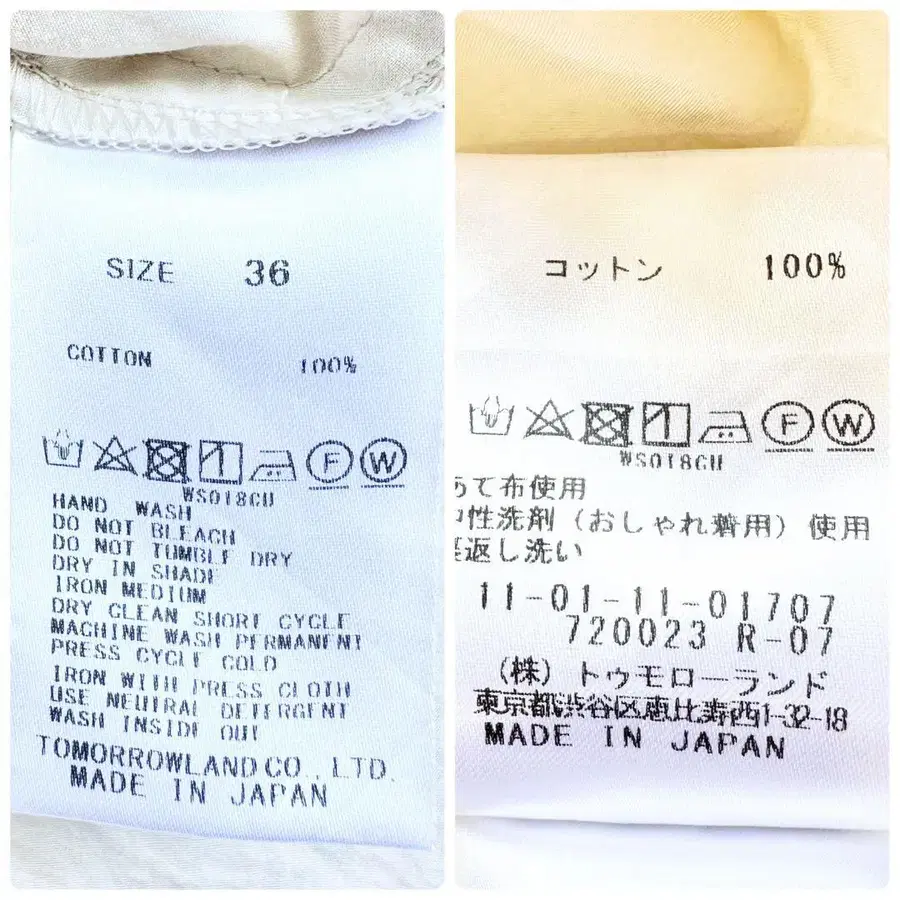 SIZE 36
COTTON 100%
F W
WS018CU
HAND WASH
DO NOT BLEACH
DO NOT TUMBLE DRY
DRY IN SHADE
IRON MEDIUM
DRY CLEAN SHORT CYCLE
MACHINE WASH PERMANENT
PRESS CYCLE COLD
IRON WITH PRESS CLOTH
USE NEUTRAL DETERGENT
WASH INSIDE OUT
TOMORROWLAND CO., LTD.
MADE IN JAPAN
コットン 100%
F W
WS018CU
あて布使用
中性洗剤（おしゃれ着用）使用
裏返し洗い
11-01-11-01707
720023 R-07
（株）トゥモローランド
東京都渋谷区恵比寿西1-32-18
MADE IN JAPAN